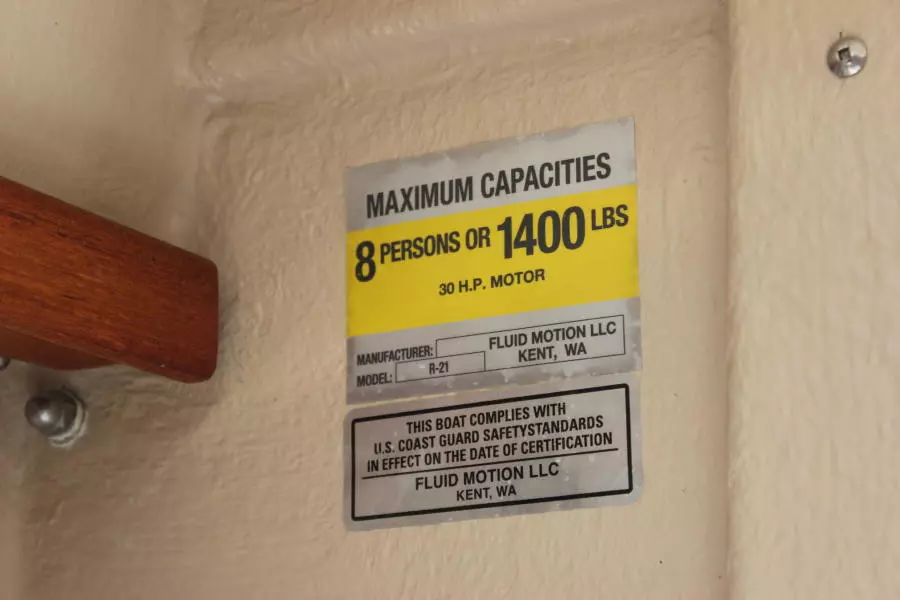 MAXIMUM CAPACITIES
8 PERSONS OR 1400 LBS
30 H.P. MOTOR
MANUFACTURER: FLUID MOTION LLC
KENT, WA
MODEL: R-21
THIS BOAT COMPLIES WITH
U.S. COAST GUARD SAFETYSTANDARDS
IN EFFECT ON THE DATE OF CERTIFICATION
FLUID MOTION LLC
KENT, WA